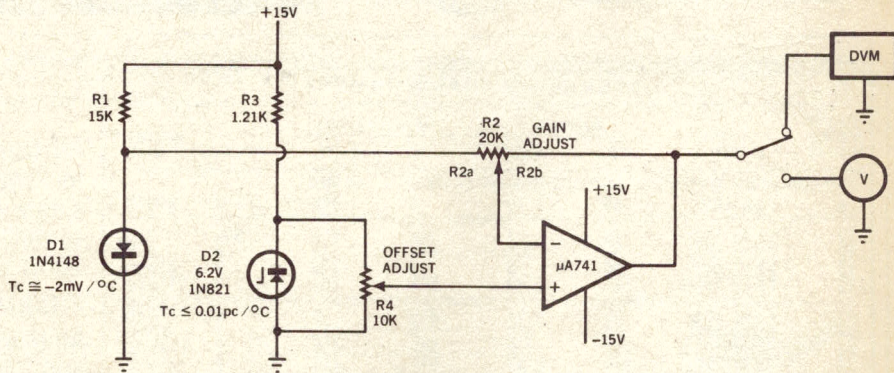 +15V
DVM
R1
15K
R3
1.21K
R2
20K
GAIN
ADJUST
R2a
R2b
+15V
V
D1
1N4148
Tc ≅ −2mV/°C
D2
6.2V
1N821
Tc ≤ 0.01pc/°C
OFFSET
ADJUST
R4
10K
−
+
µA741
−15V